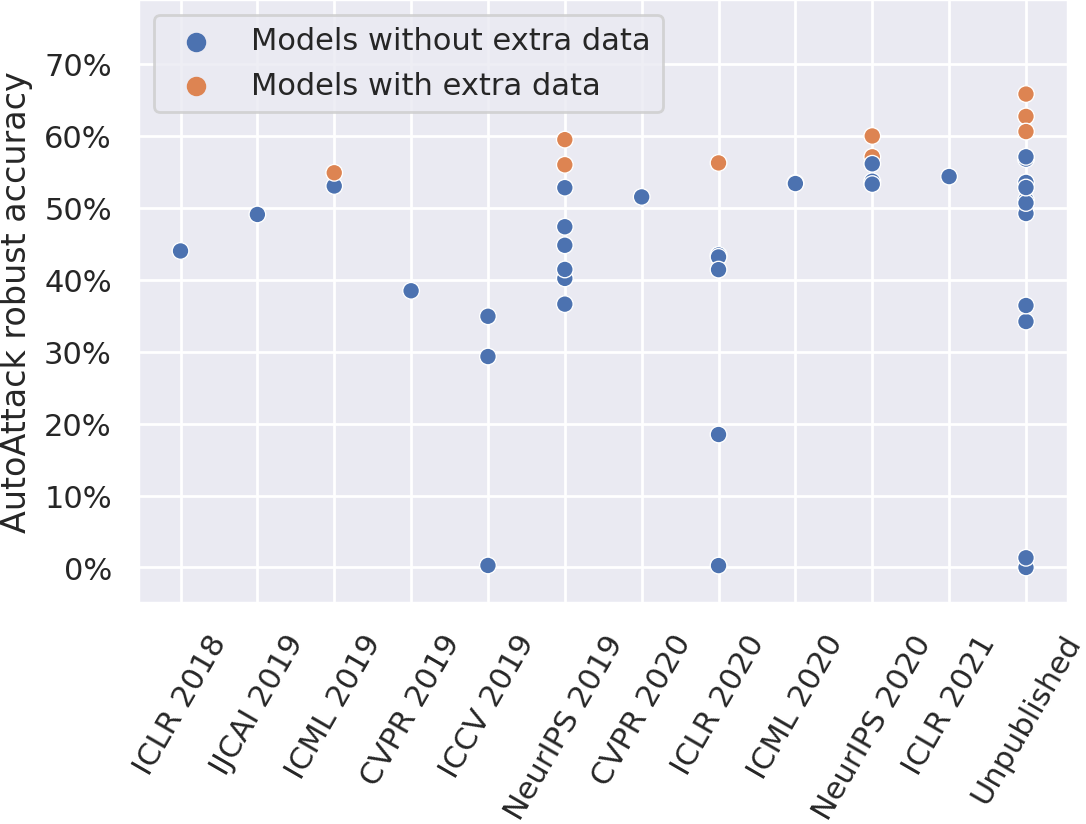 Models without extra data
Models with extra data
AutoAttack robust accuracy
70%
60%
50%
40%
30%
20%
10%
0%
ICLR 2018
IJCAI 2019
ICML 2019
CVPR 2019
ICCV 2019
NeurIPS 2019
CVPR 2020
ICLR 2020
ICML 2020
NeurIPS 2020
ICLR 2021
Unpublished